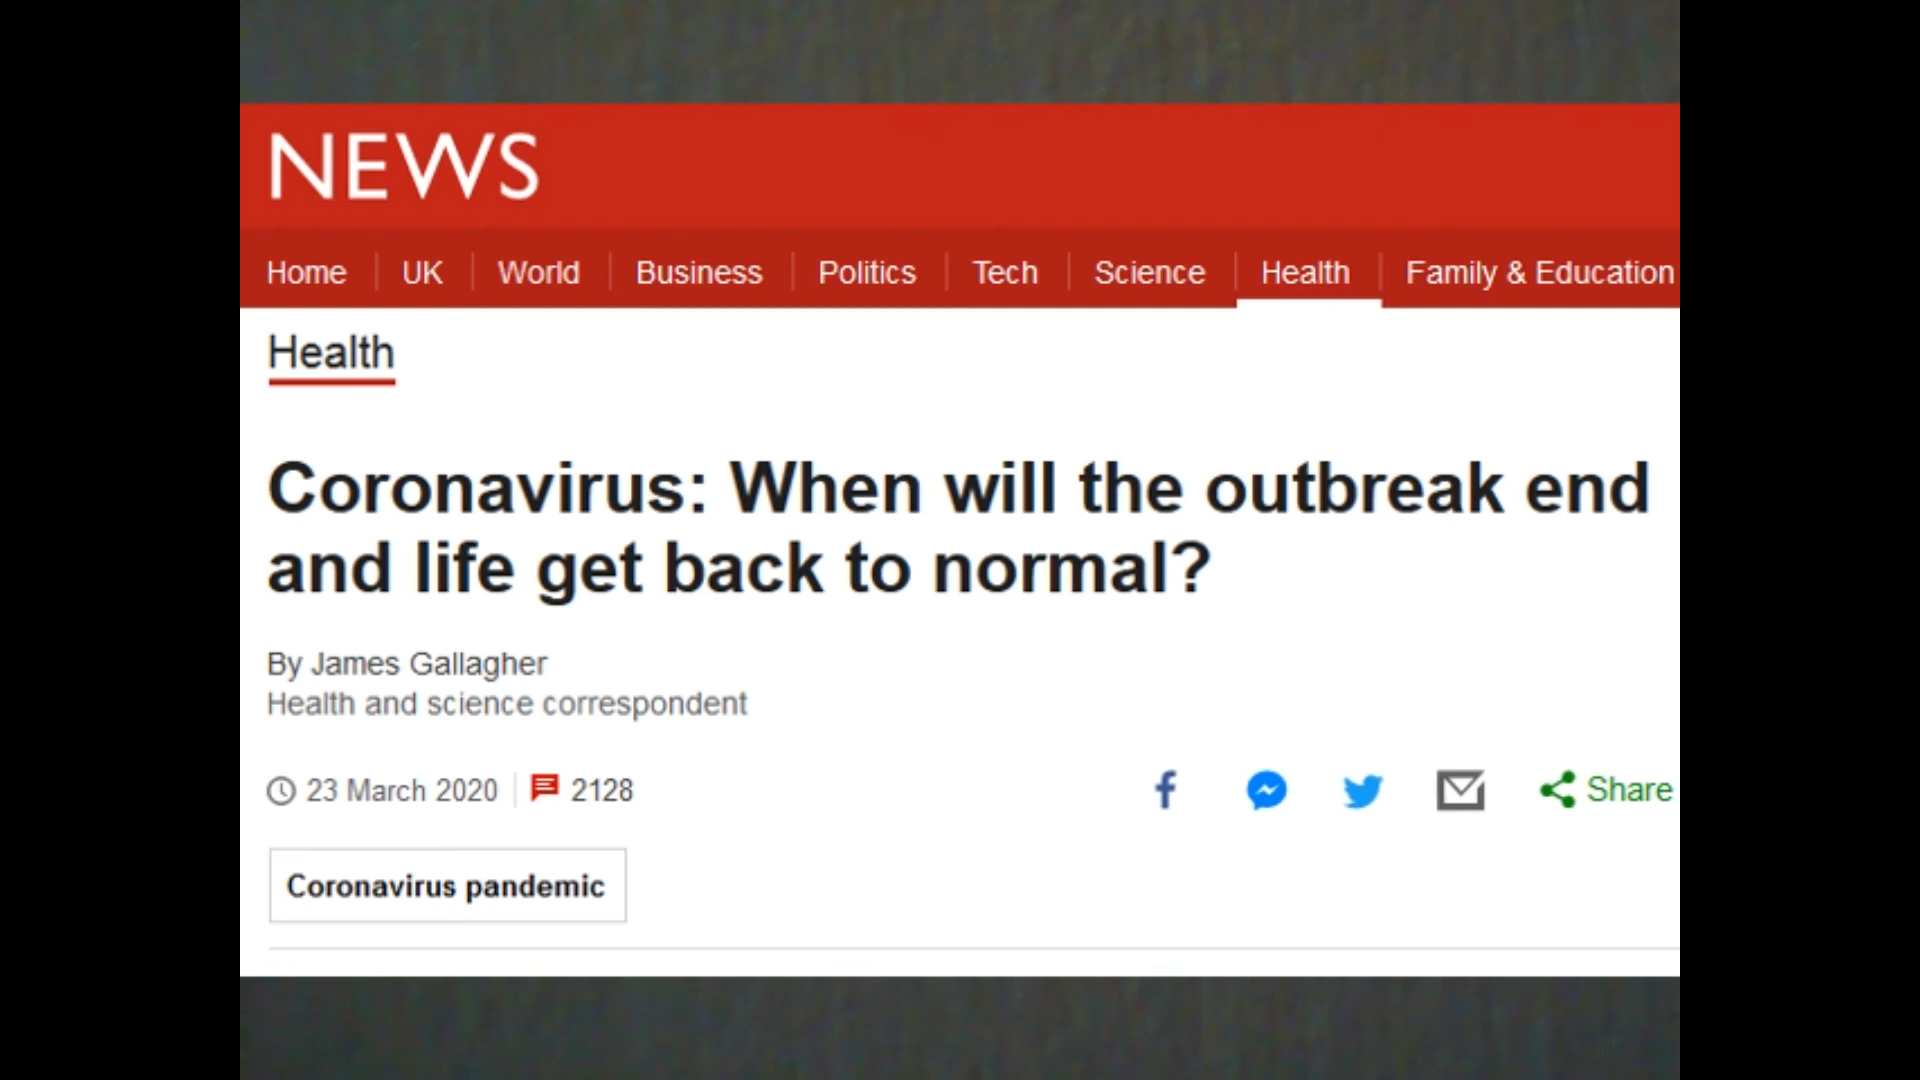 NEWS
Home UK World Business Politics Tech Science Health Family & Education
Health
Coronavirus: When will the outbreak end
and life get back to normal?
By James Gallagher
Health and science correspondent
23 March 2020 2128
Share
Coronavirus pandemic